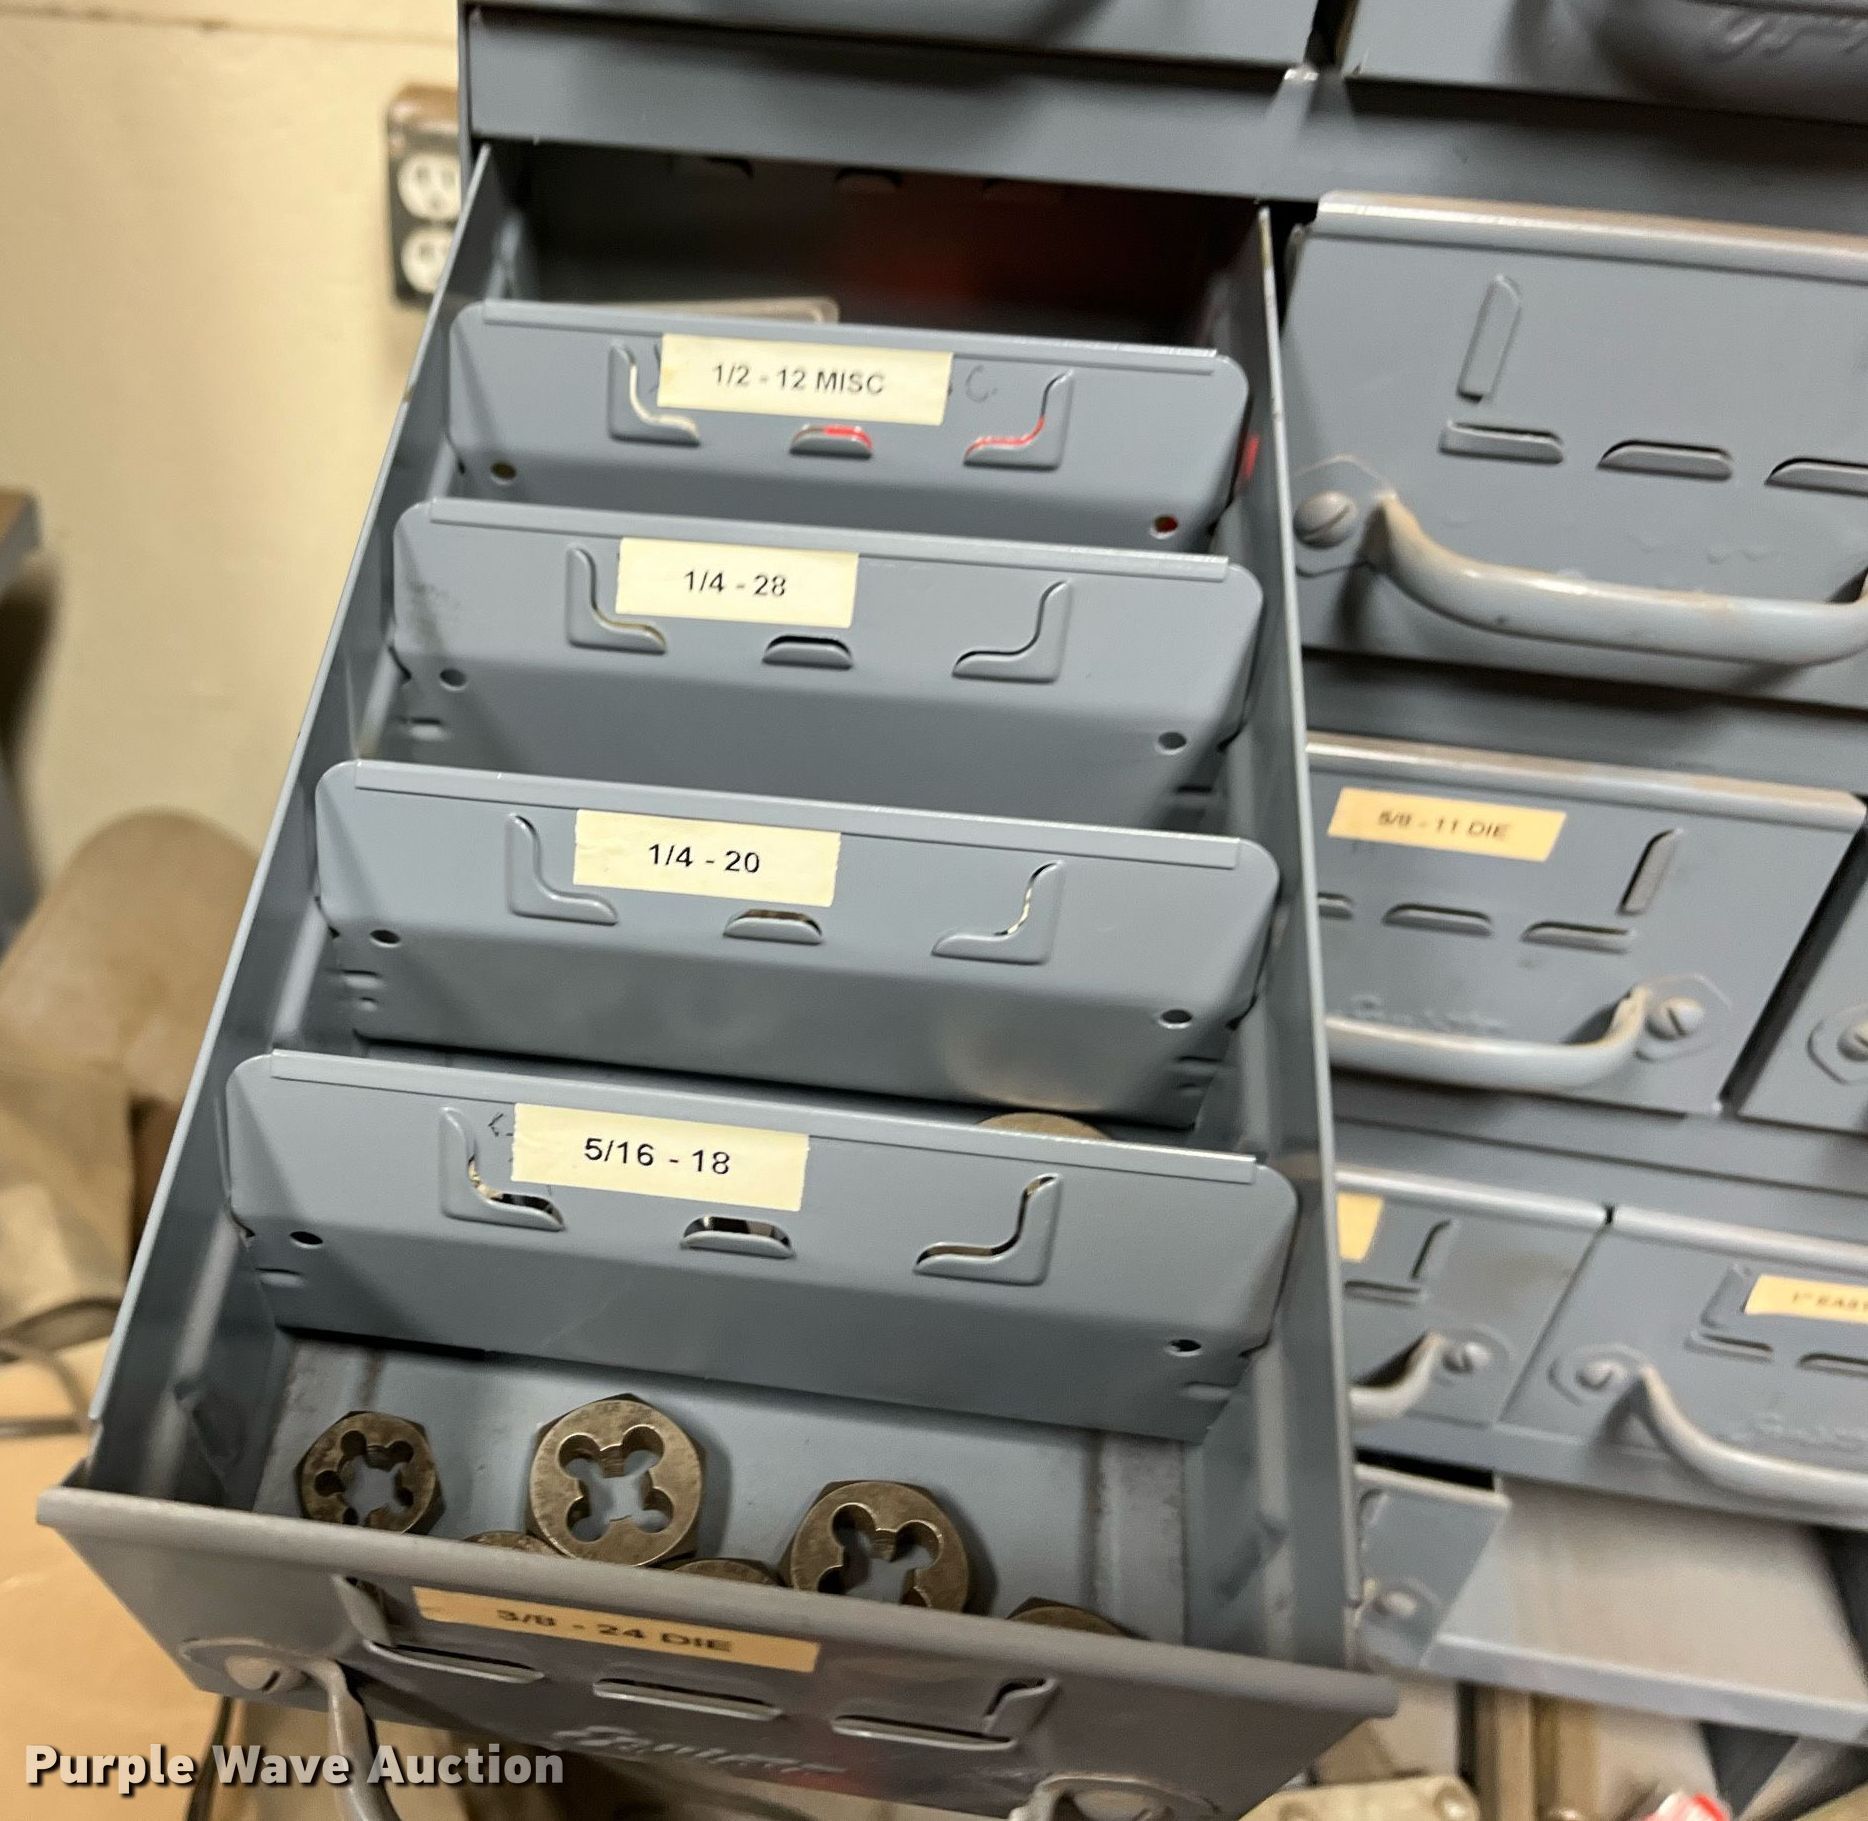 1/2 - 12 MISC
C.
1/4 - 28
1/4 - 20
5/8 - 11 DIE
5/16 - 18
3/8 - 24 DIE
Purple Wave Auction